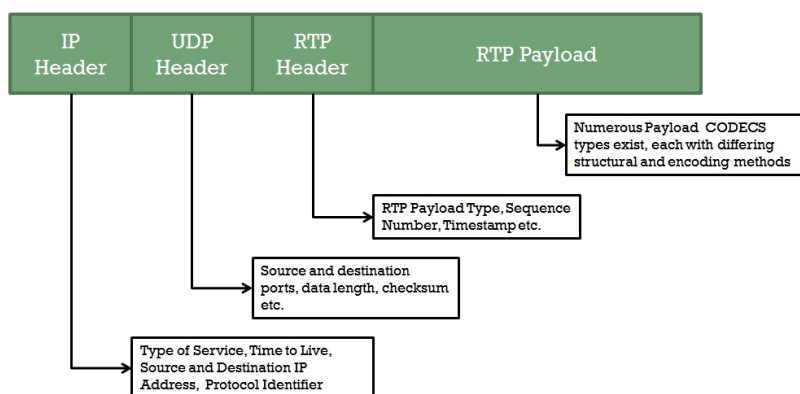 IP
Header
UDP
Header
RTP
Header
RTP Payload
Numerous Payload CODECS
types exist, each with differing
structural and encoding methods
RTP Payload Type, Sequence
Number, Timestamp etc.
Source and destination
ports, data length, checksum
etc.
Type of Service, Time to Live,
Source and Destination IP
Address, Protocol Identifier